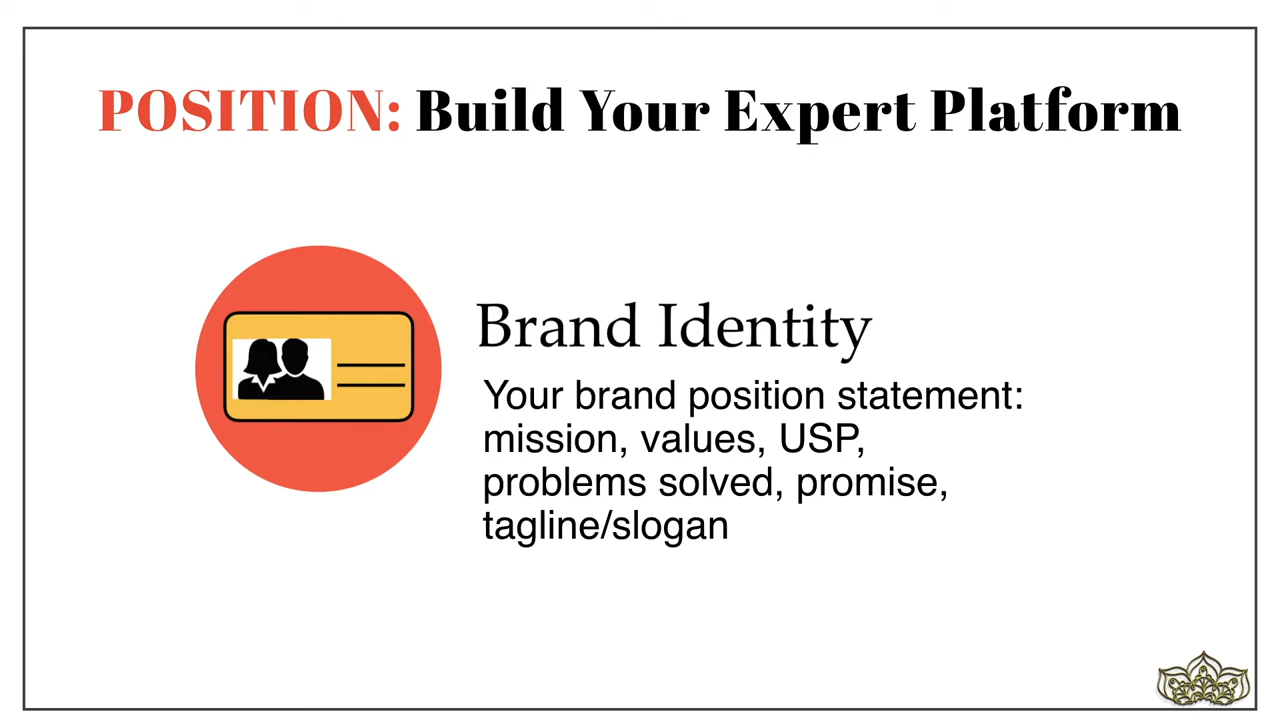 POSITION: Build Your Expert Platform
Brand Identity
Your brand position statement:
mission, values, USP,
problems solved, promise,
tagline/slogan